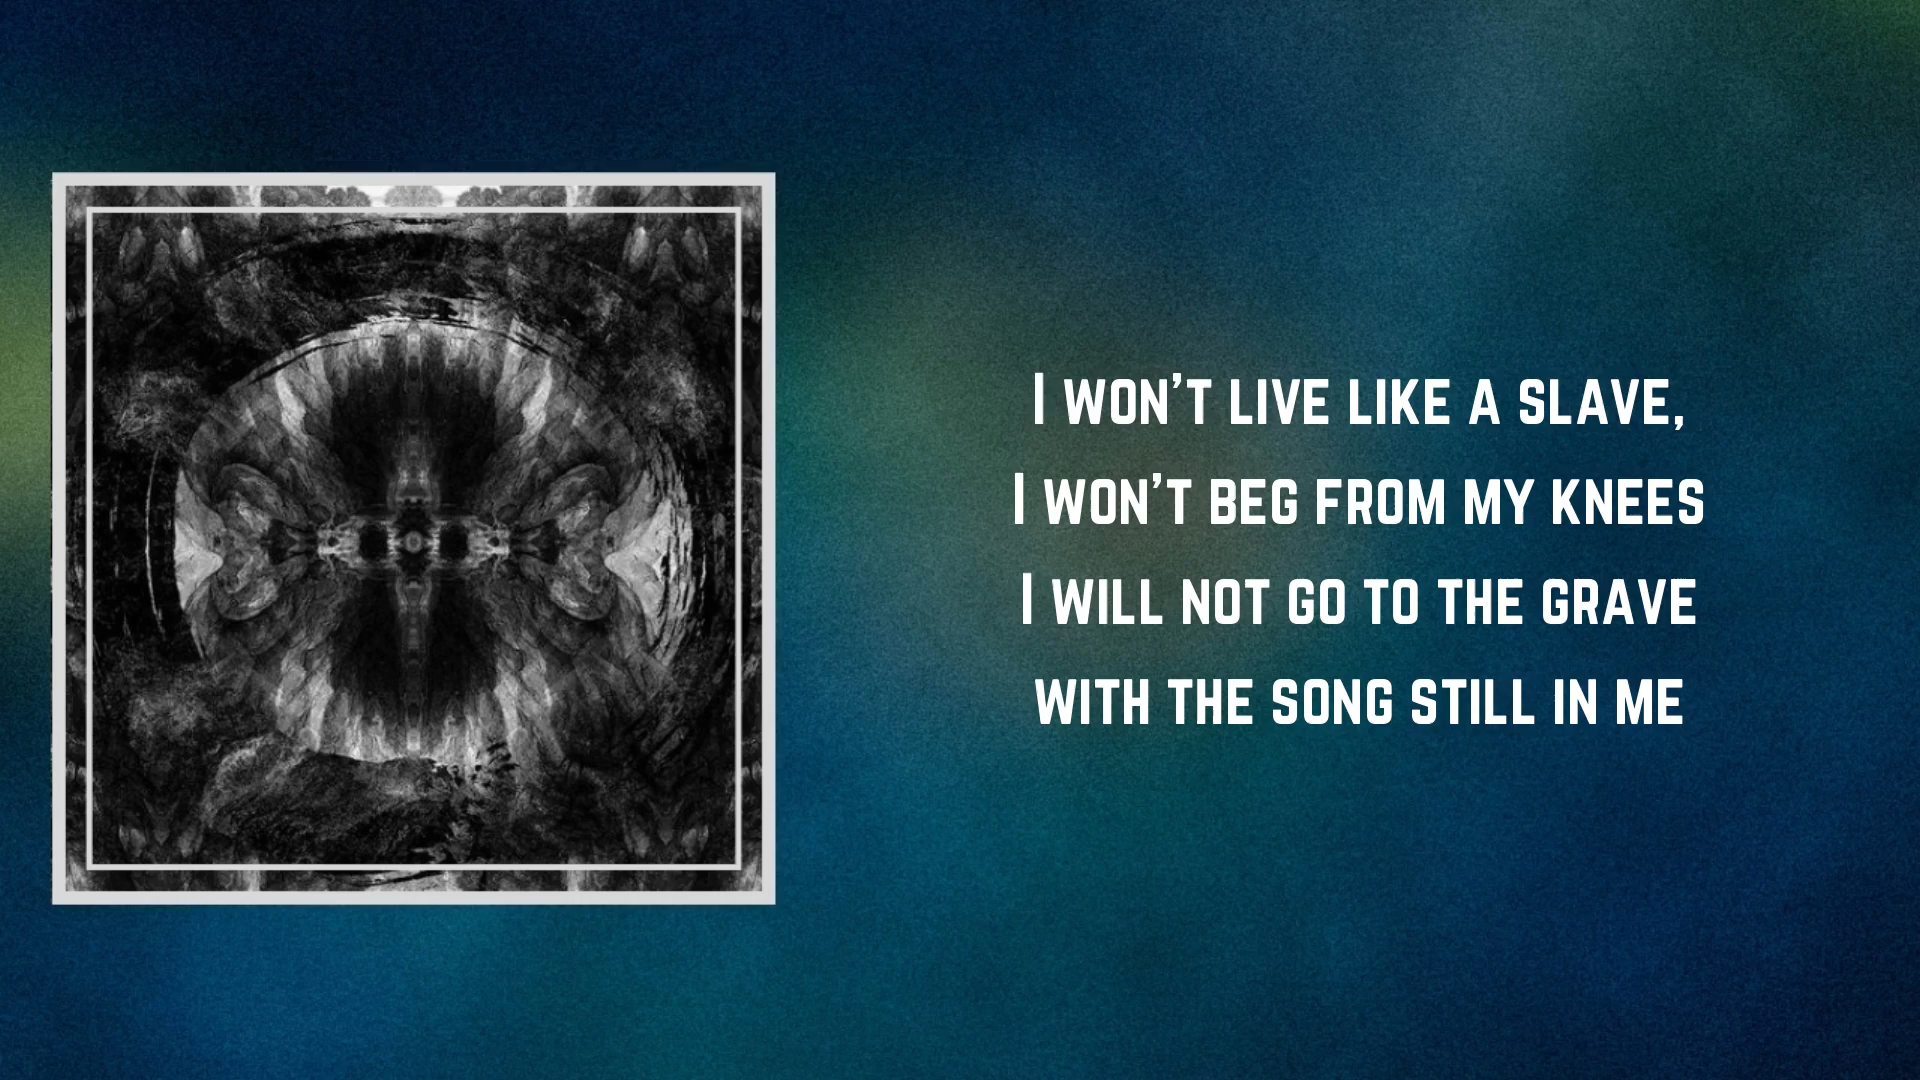 I WON'T LIVE LIKE A SLAVE,
I WON'T BEG FROM MY KNEES
I WILL NOT GO TO THE GRAVE
WITH THE SONG STILL IN ME